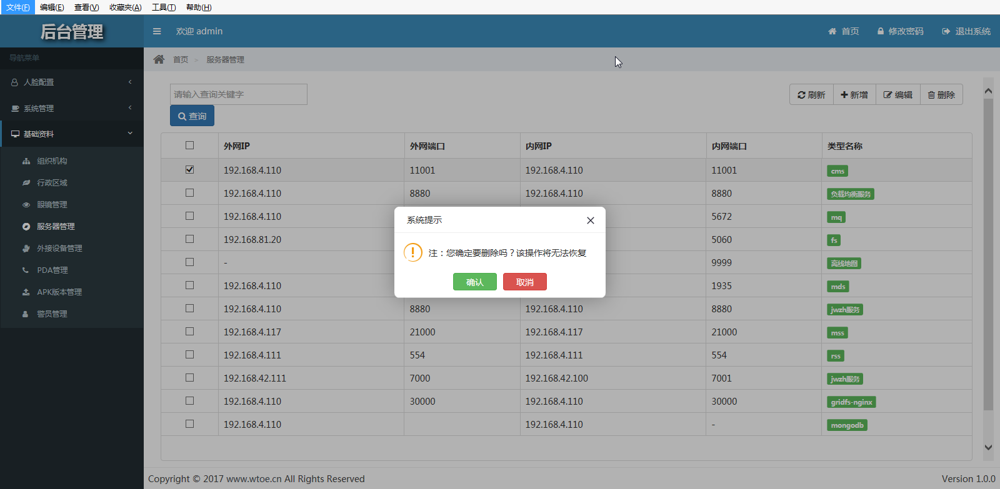 文件(F) 编辑(E) 查看(V) 收藏夹(A) 工具(T) 帮助(H)
后台管理 欢迎 admin 首页 修改密码 退出系统
导航菜单
首页 > 服务器管理
人脸配置
系统管理
基础资料
组织机构
行政区域
眼镜管理
服务器管理
外接设备管理
PDA管理
APK版本管理
警员管理
请输入查询关键字 刷新 新增 编辑 删除
查询
外网IP 外网端口 内网IP 内网端口 类型名称
192.168.4.110 11001 192.168.4.110 11001 cms
192.168.4.110 8880 192.168.4.110 8880 负载均衡服务
192.168.4.110 5672 mq
192.168.81.20 5060 fs
- 9999 离线地图
192.168.4.110 1935 mds
192.168.4.110 8880 192.168.4.110 8880 jwzh服务
192.168.4.117 21000 192.168.4.117 21000 mss
192.168.4.111 554 192.168.4.111 554 rss
192.168.42.111 7000 192.168.42.100 7001 jwzh服务
192.168.4.110 30000 192.168.4.110 30000 gridfs-nginx
192.168.4.110 192.168.4.110 - mongodb
系统提示
注：您确定要删除吗？该操作将无法恢复
确认 取消
Copyright © 2017 www.wtoe.cn All Rights Reserved Version 1.0.0